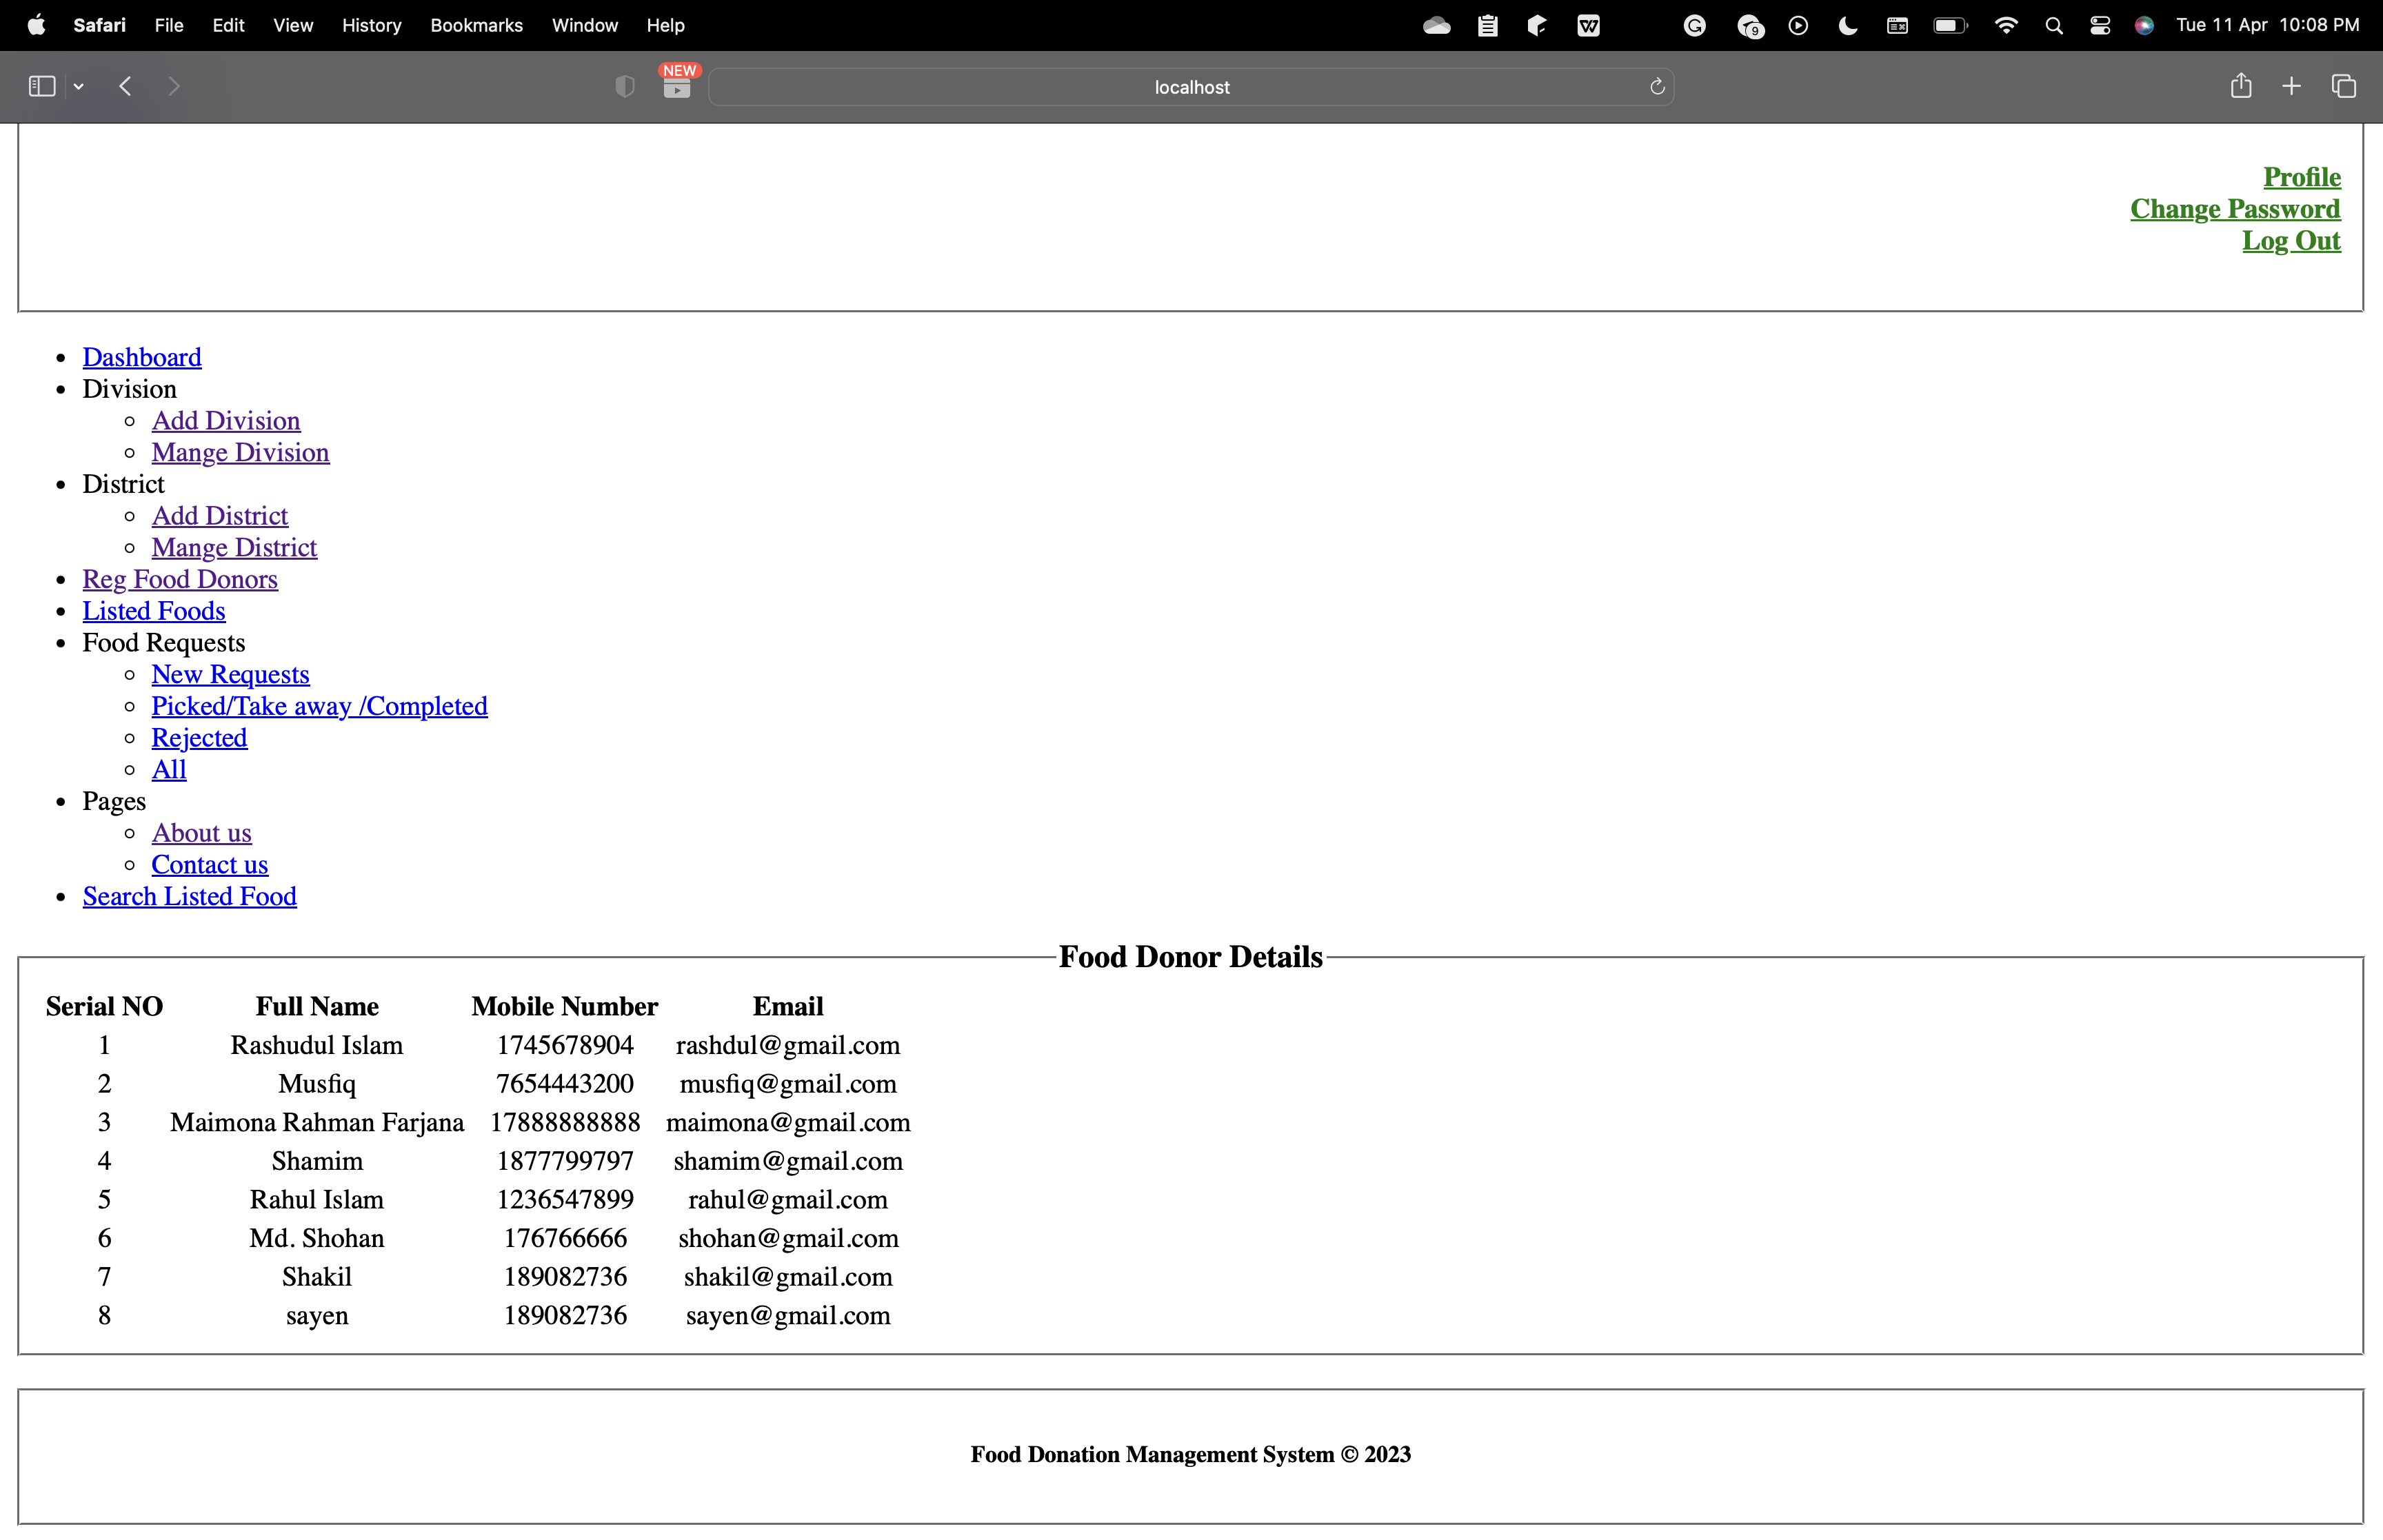 Safari File Edit View History Bookmarks Window Help 9 Tue 11 Apr 10:08 PM
NEW
localhost
Profile
Change Password
Log Out
Dashboard
Division
Add Division
Mange Division
District
Add District
Mange District
Reg Food Donors
Listed Foods
Food Requests
New Requests
Picked/Take away /Completed
Rejected
All
Pages
About us
Contact us
Search Listed Food
Food Donor Details
Serial NO Full Name Mobile Number Email
1 Rashudul Islam 1745678904 rashdul@gmail.com
2 Musfiq 7654443200 musfiq@gmail.com
3 Maimona Rahman Farjana 17888888888 maimona@gmail.com
4 Shamim 1877799797 shamim@gmail.com
5 Rahul Islam 1236547899 rahul@gmail.com
6 Md. Shohan 176766666 shohan@gmail.com
7 Shakil 189082736 shakil@gmail.com
8 sayen 189082736 sayen@gmail.com
Food Donation Management System © 2023